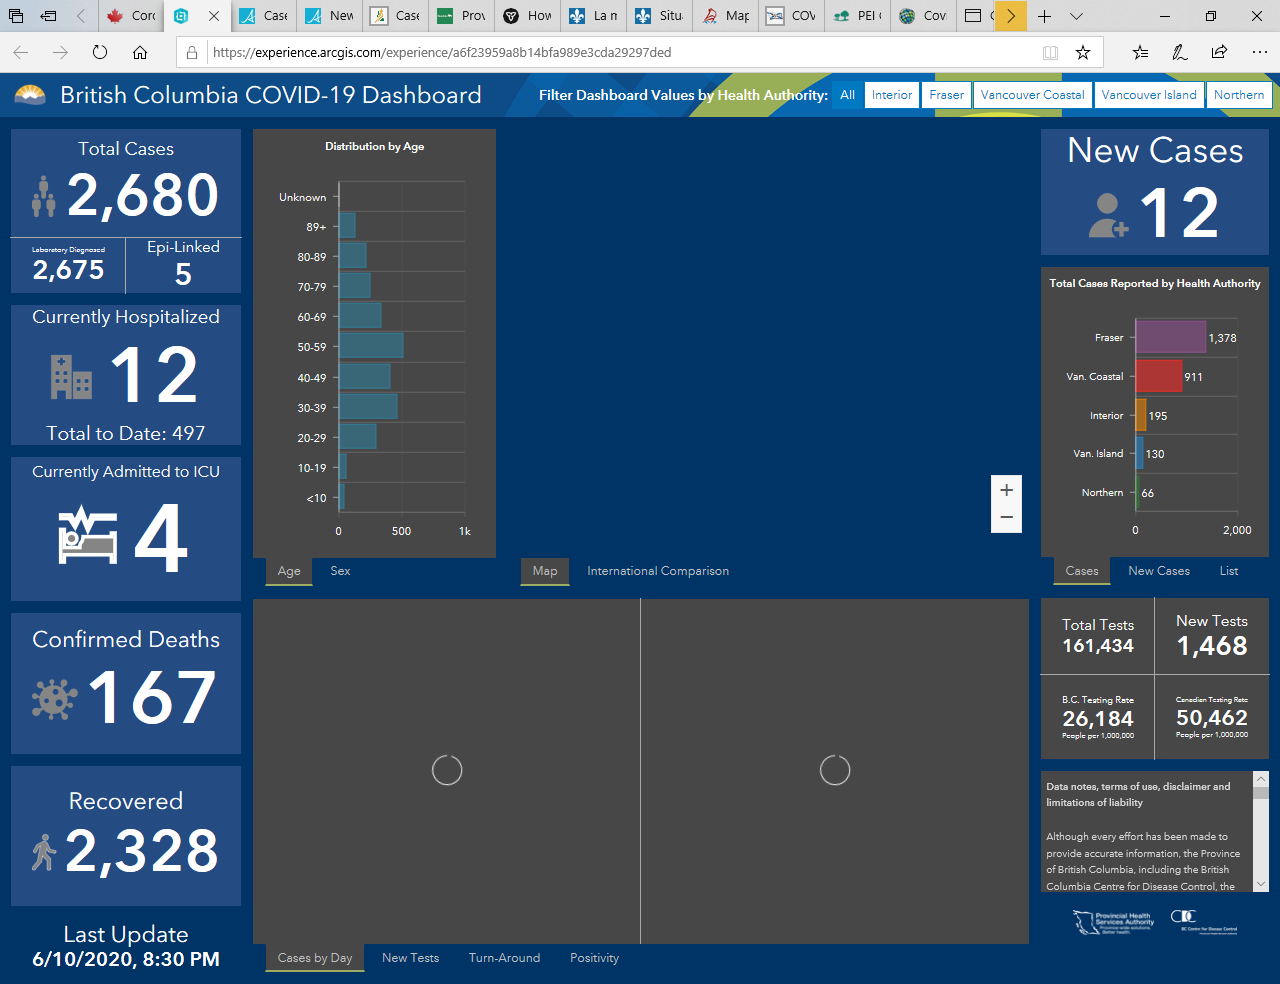 Coro
Case
New
Case
Prov
How
La m
Situ
Map
COV
PEI
Covi
https://experience.arcgis.com/experience/a6f23959a8b14bfa989e3cda29297ded
British Columbia COVID-19 Dashboard
Filter Dashboard Values by Health Authority: All Interior Fraser Vancouver Coastal Vancouver Island Northern
Total Cases
2,680
Laboratory Diagnosed
2,675
Epi-Linked
5
Currently Hospitalized
12
Total to Date: 497
Currently Admitted to ICU
4
Confirmed Deaths
167
Recovered
2,328
Last Update
6/10/2020, 8:30 PM
Distribution by Age
Unknown
89+
80-89
70-79
60-69
50-59
40-49
30-39
20-29
10-19
<10
0 500 1k
Age Sex
+
−
Map International Comparison
Cases by Day New Tests Turn-Around Positivity
New Cases
12
Total Cases Reported by Health Authority
Fraser 1,378
Van. Coastal 911
Interior 195
Van. Island 130
Northern 66
0 2,000
Cases New Cases List
Total Tests
161,434
New Tests
1,468
B.C. Testing Rate
26,184
People per 1,000,000
Canadian Testing Rate
50,462
People per 1,000,000
Data notes, terms of use, disclaimer and
limitations of liability
Although every effort has been made to
provide accurate information, the Province
of British Columbia, including the British
Columbia Centre for Disease Control, the
Provincial Health
Services Authority
Province-wide solutions.
Better health.
BC Centre for Disease Control